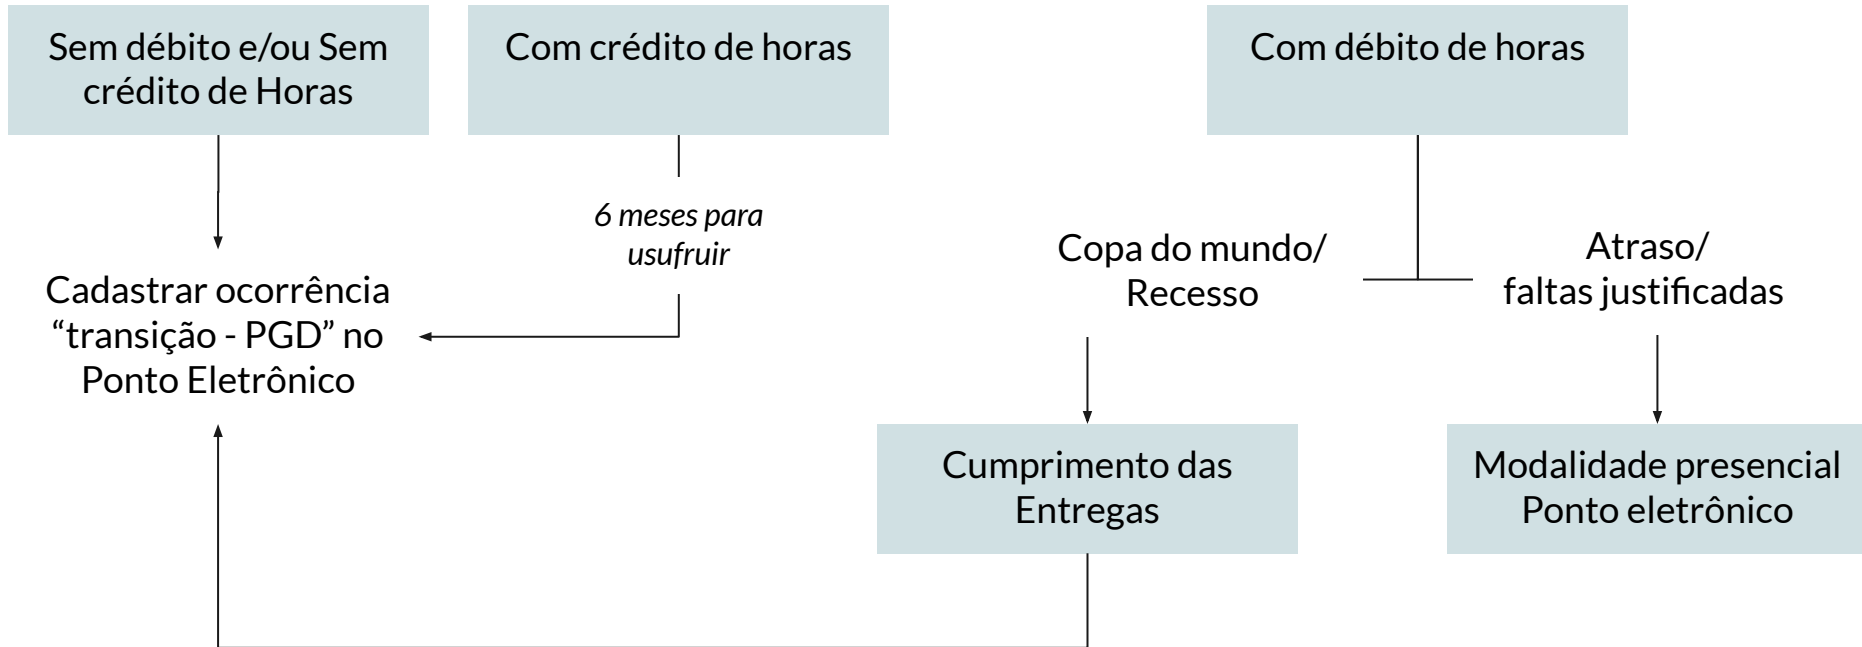 Sem débito e/ou Sem
crédito de Horas
Com crédito de horas
Com débito de horas
6 meses para
usufruir
Copa do mundo/
Recesso
Atraso/
faltas justificadas
Cadastrar ocorrência
“transição - PGD” no
Ponto Eletrônico
Cumprimento das
Entregas
Modalidade presencial
Ponto eletrônico